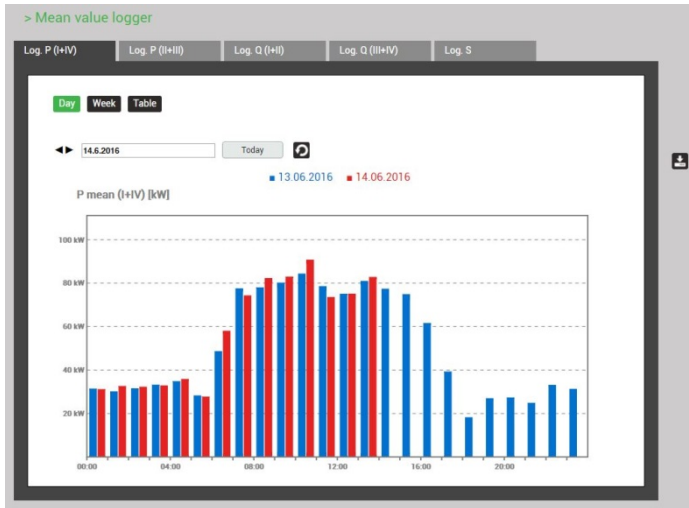 > Mean value logger
Log. P (I+IV) Log. P (II+III) Log. Q (I+II) Log. Q (III+IV) Log. S
Day Week Table
14.6.2016 Today
13.06.2016 14.06.2016
P mean (I+IV) [kW]
100 kW
80 kW
60 kW
40 kW
20 kW
00:00 04:00 08:00 12:00 16:00 20:00